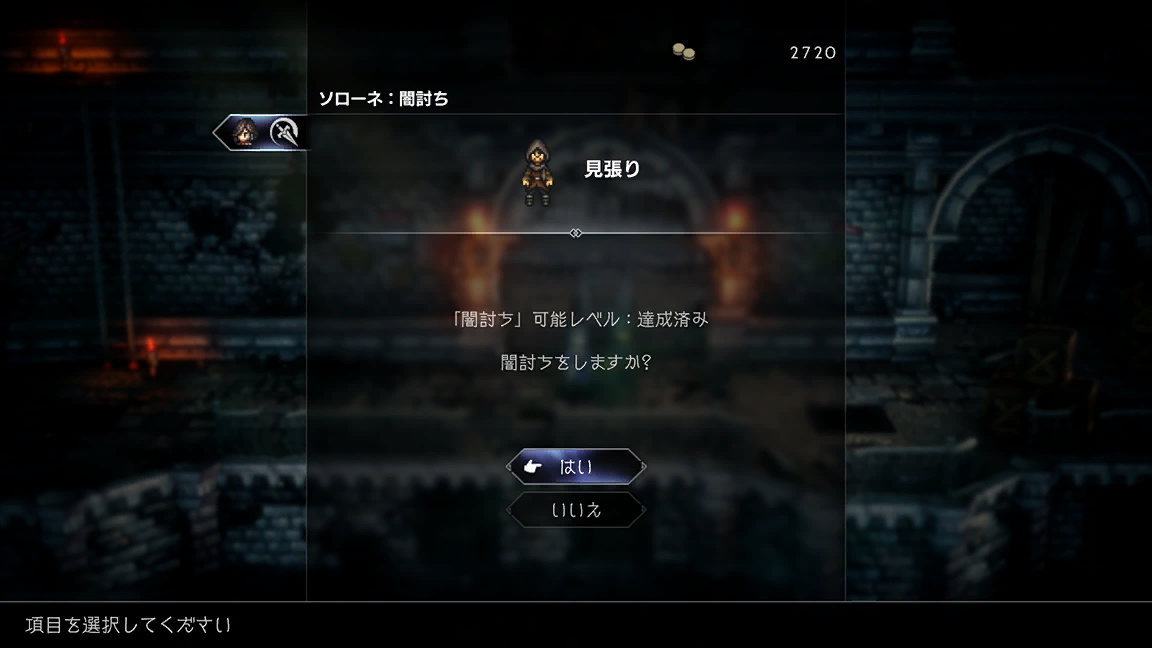 2720
ソローネ：闇討ち
見張り
「闇討ち」可能レベル：達成済み
闇討ちをしますか?
はい
いいえ
項目を選択してください